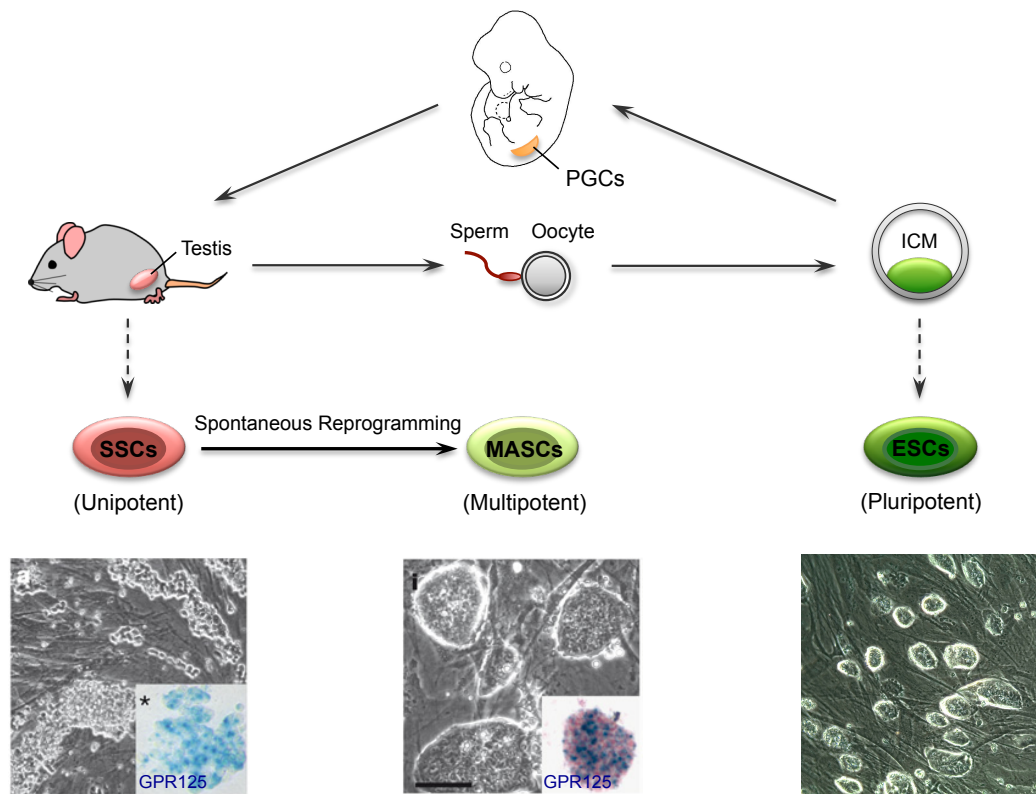 PGCs
Testis
Sperm
Oocyte
ICM
SSCs
Spontaneous Reprogramming
MASCs
ESCs
(Unipotent)
(Multipotent)
(Pluripotent)
a
*
GPR125
i
GPR125